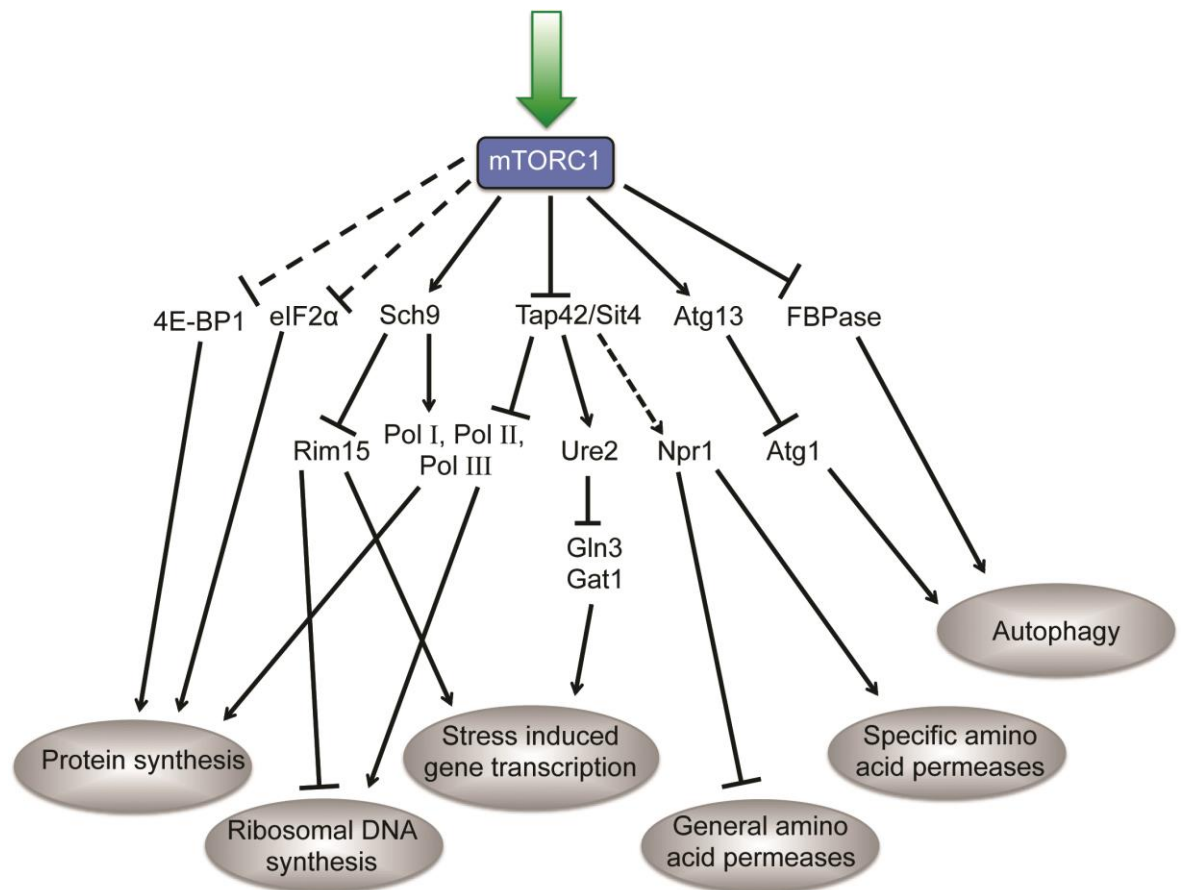 mTORC1
4E-BP1
eIF2α
Sch9
Tap42/Sit4
Atg13
FBPase
Rim15
Pol I, Pol II,
Pol III
Ure2
Npr1
Atg1
Gln3
Gat1
Autophagy
Protein synthesis
Stress induced
gene transcription
Specific amino
acid permeases
Ribosomal DNA
synthesis
General amino
acid permeases